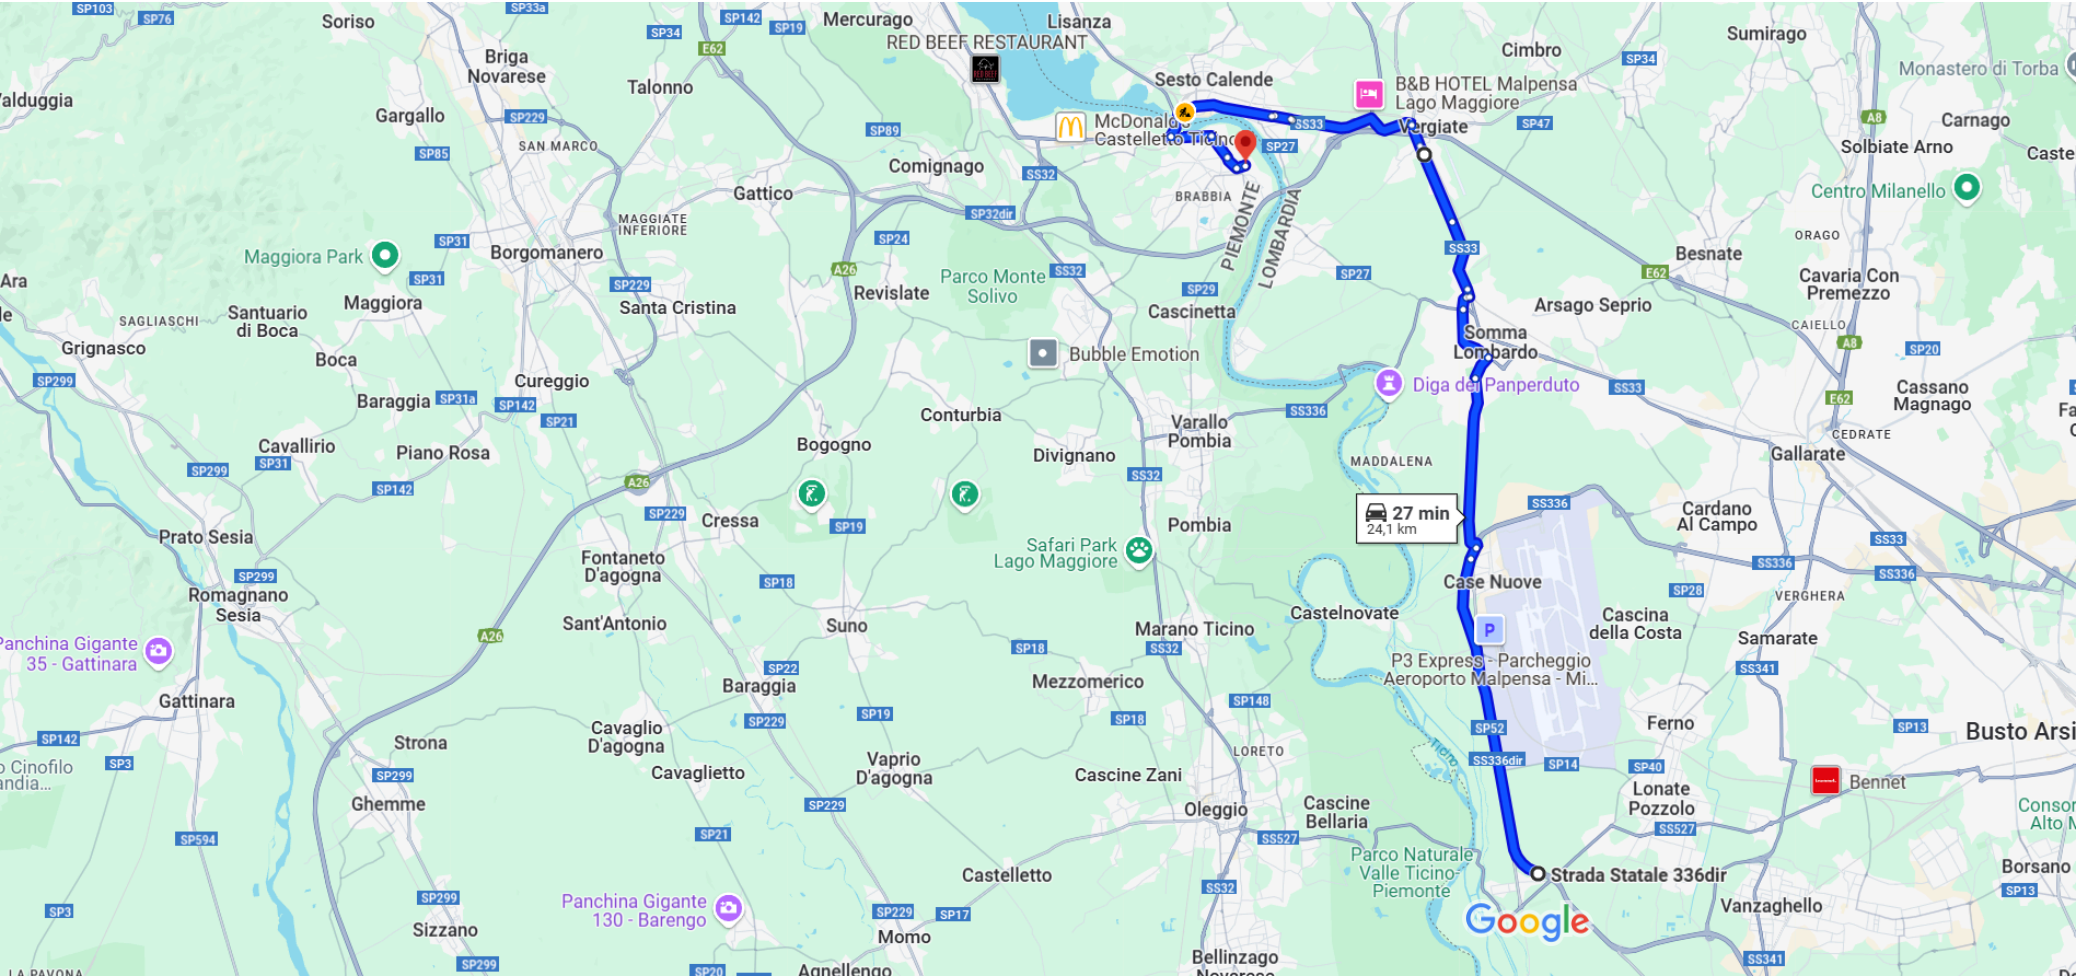 SP103
SP76
Soriso
SP33a
SP142
SP19
Mercurago
Lisanza
Sumirago
SP34
E62
RED BEEF RESTAURANT
Cimbro
SP34
Briga
Novarese
Talonno
Sesto Calende
B&B HOTEL Malpensa
Lago Maggiore
Monastero di Torba
Valduggia
Gargallo
SP229
SP89
McDonald's
Castelletto Ticino
SS33
Vergiate
SP47
A8
Carnago
SAN MARCO
SP85
Comignago
SS32
SP27
Solbiate Arno
Caste
Gattico
BRABBIA
PIEMONTE
LOMBARDIA
Centro Milanello
MAGGIATE
INFERIORE
SP32dir
Maggiora Park
SP31
Borgomanero
SP24
SS33
ORAGO
Besnate
Ara
SP31
SP229
A26
Parco Monte
Solivo
SS32
SP27
E62
Cavaria Con
Premezzo
Maggiora
Revislate
SP29
Santuario
di Boca
Santa Cristina
Cascinetta
Arsago Seprio
SAGLIASCHI
CAIELLO
Grignasco
Boca
Bubble Emotion
Somma
Lombardo
A8
SP20
SP299
Cureggio
Diga del Panperduto
SS33
Cassano
Magnago
Baraggia
SP31a
SP142
SP21
Conturbia
SS336
E62
Varallo
Pombia
Cavallirio
SP31
Piano Rosa
Bogogno
Divignano
MADDALENA
CEDRATE
Gallarate
SP299
SP142
A26
SS32
SP229
Cressa
SP19
Pombia
27 min
24,1 km
SS336
Cardano
Al Campo
Prato Sesia
Fontaneto
D'agogna
Safari Park
Lago Maggiore
SS33
SP299
SP18
Case Nuove
SS336
SS336
Romagnano
Sesia
SP28
VERGHERA
Sant'Antonio
Suno
Castelnovate
Cascina
della Costa
A26
Marano Ticino
P
Samarate
Panchina Gigante
35 - Gattinara
SP18
SS32
P3 Express - Parcheggio
Aeroporto Malpensa - Mi...
SS341
SP22
Baraggia
Mezzomerico
Gattinara
SP148
SP229
SP19
SP18
SP52
Ferno
SP13
Busto Arsi
SP142
Strona
Cavaglio
D'agogna
LORETO
Ticino
SP3
SP299
Cavaglietto
Vaprio
D'agogna
Cascine Zani
SS336dir
SP14
SP40
Bennet
o Cinofilo
andia...
Ghemme
SP229
Oleggio
Cascine
Bellaria
Lonate
Pozzolo
Consor
Alto M
SP594
SP21
SS527
SS527
Parco Naturale
Valle Ticino-
Piemonte
Castelletto
Strada Statale 336dir
Borsano
SP299
SS32
SP13
SP3
Panchina Gigante
130 - Barengo
SP229
SP17
Google
Vanzaghello
Sizzano
Momo
SP299
SP20
Agnellengo
Bellinzago
Novarese
SS341
LA PAVONA